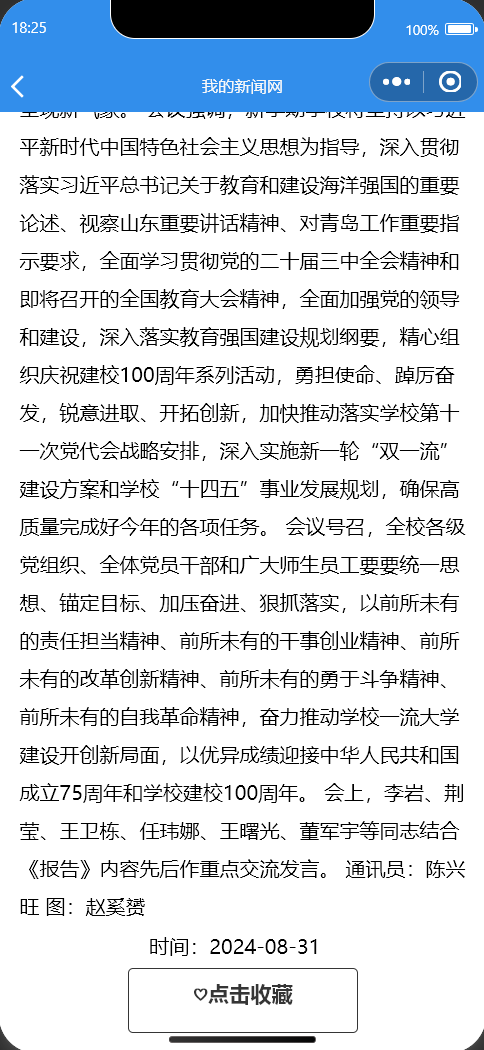 18:25
100%
我的新闻网
呈现新气象。 会议强调，新学期学校将坚持以习近
平新时代中国特色社会主义思想为指导，深入贯彻
落实习近平总书记关于教育和建设海洋强国的重要
论述、视察山东重要讲话精神、对青岛工作重要指
示要求，全面学习贯彻党的二十届三中全会精神和
即将召开的全国教育大会精神，全面加强党的领导
和建设，深入落实教育强国建设规划纲要，精心组
织庆祝建校100周年系列活动，勇担使命、踔厉奋
发，锐意进取、开拓创新，加快推动落实学校第十
一次党代会战略安排，深入实施新一轮“双一流”
建设方案和学校“十四五”事业发展规划，确保高
质量完成好今年的各项任务。 会议号召，全校各级
党组织、全体党员干部和广大师生员工要要统一思
想、锚定目标、加压奋进、狠抓落实，以前所未有
的责任担当精神、前所未有的干事创业精神、前所
未有的改革创新精神、前所未有的勇于斗争精神、
前所未有的自我革命精神，奋力推动学校一流大学
建设开创新局面，以优异成绩迎接中华人民共和国
成立75周年和学校建校100周年。 会上，李岩、荆
莹、王卫栋、任玮娜、王曙光、董军宇等同志结合
《报告》内容先后作重点交流发言。 通讯员：陈兴
旺 图：赵奚赟
时间：2024-08-31
♡点击收藏